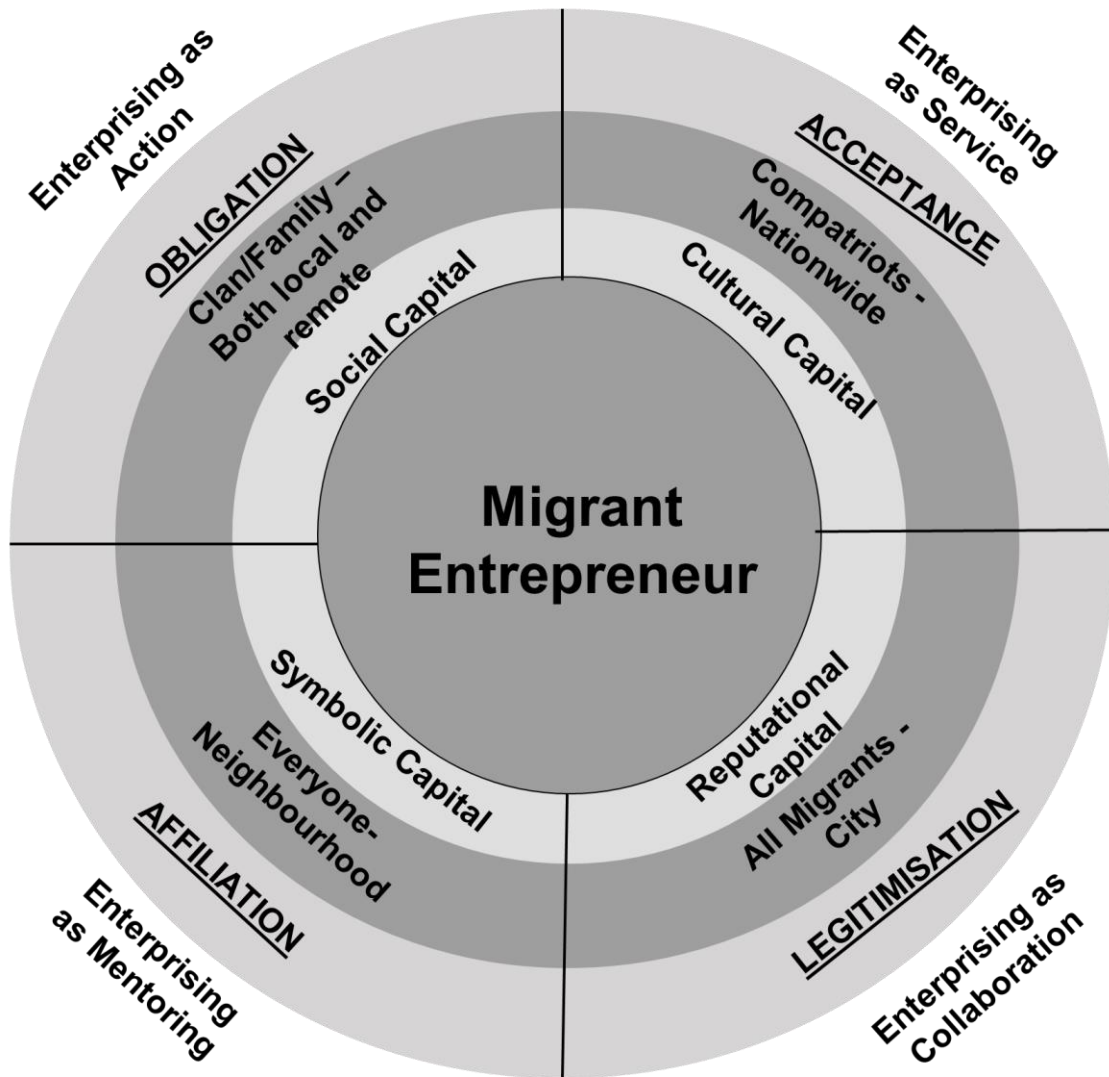 Enterprising as
Action
OBLIGATION
Clan/Family –
Both local and
remote
Social Capital
Enterprising
as Service
ACCEPTANCE
Compatriots -
Nationwide
Cultural Capital
Migrant
Entrepreneur
Symbolic Capital
Everyone-
Neighbourhood
AFFILIATION
Enterprising
as Mentoring
Reputational
Capital
All Migrants -
City
LEGITIMISATION
Enterprising as
Collaboration